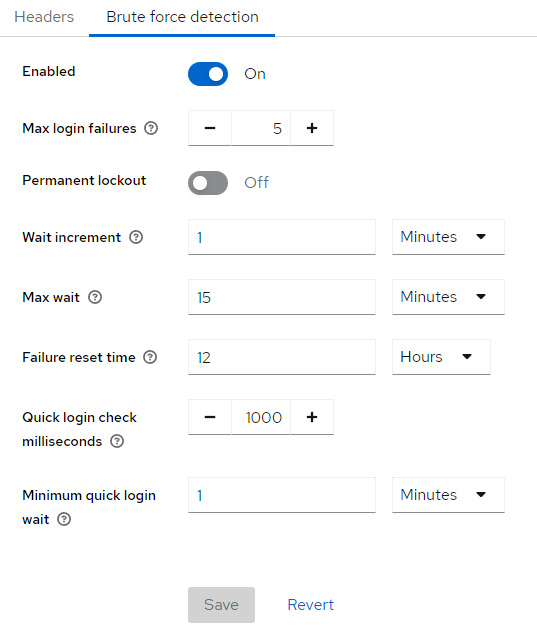 Headers Brute force detection
Enabled On
Max login failures ? − 5 +
Permanent lockout Off
Wait increment ? 1 Minutes
Max wait ? 15 Minutes
Failure reset time ? 12 Hours
Quick login check − 1000 +
milliseconds ?
Minimum quick login 1 Minutes
wait ?
Save Revert